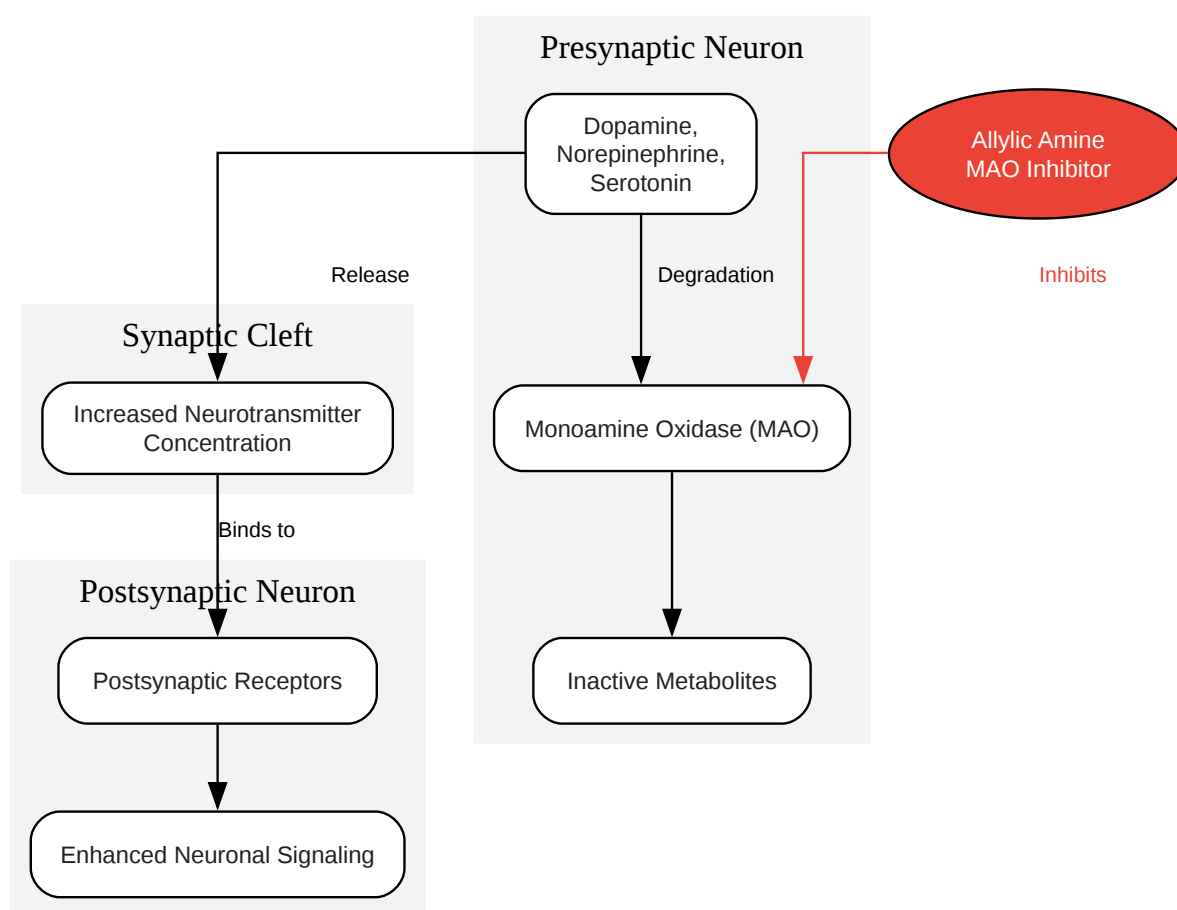 Presynaptic Neuron
Dopamine,
Norepinephrine,
Serotonin
Allylic Amine
MAO Inhibitor
Release
Degradation
Inhibits
Synaptic Cleft
Increased Neurotransmitter
Concentration
Monoamine Oxidase (MAO)
Binds to
Postsynaptic Neuron
Postsynaptic Receptors
Inactive Metabolites
Enhanced Neuronal Signaling